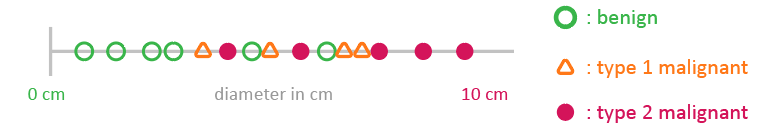 : benign
: type 1 malignant
0 cm diameter in cm 10 cm
: type 2 malignant